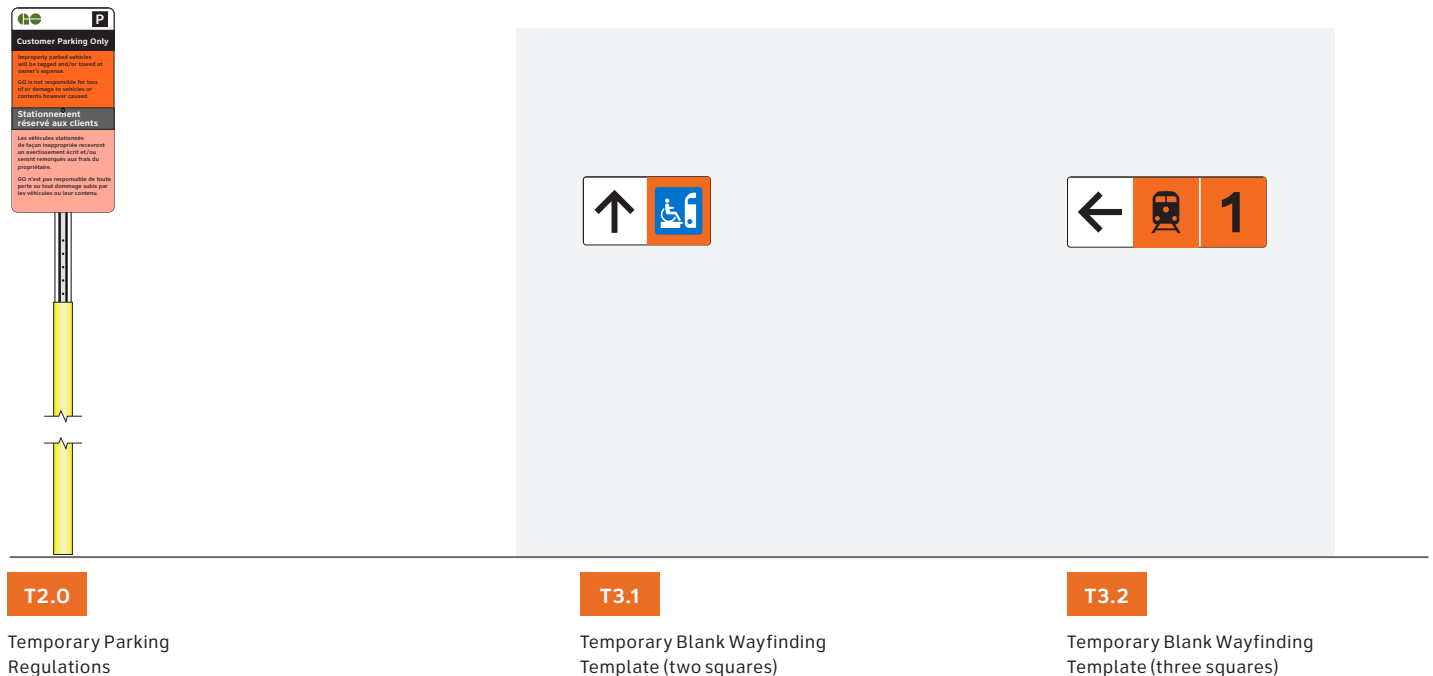 GO
P
Customer Parking Only
Improperly parked vehicles
will be tagged and/or towed at
owner's expense.
GO is not responsible for loss
of or damage to vehicles or
contents however caused.
Stationnement
réservé aux clients
Les véhicules stationnés
de façon inappropriée recevront
un avertissement écrit et/ou
seront remorqués aux frais du
propriétaire.
GO n'est pas responsable de toute
perte ou tout dommage subis par
les véhicules ou leur contenu.
1
T2.0
Temporary Parking
Regulations
T3.1
Temporary Blank Wayfinding
Template (two squares)
T3.2
Temporary Blank Wayfinding
Template (three squares)